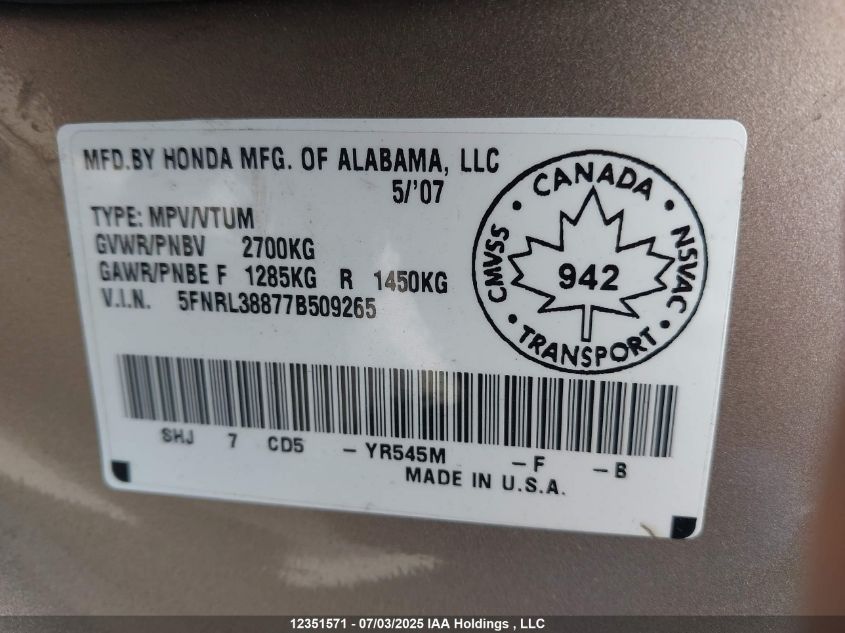 MFD.BY HONDA MFG. OF ALABAMA, LLC
5/'07
TYPE: MPV/VTUM
GVWR/PNBV 2700KG
GAWR/PNBE F 1285KG R 1450KG
V.I.N. 5FNRL38877B509265
CMVSS • CANADA • NSVAC • TRANSPORT •
942
SHJ 7 CD5 - YR545M - F - B
MADE IN U.S.A.
12351571 - 07/03/2025 IAA Holdings , LLC